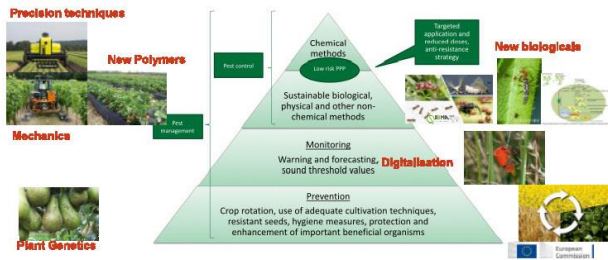 Precision techniques
New Polymers
Mechanics
Plant Genetics
Pest control
Pest
management
Chemical
methods
Low risk PPP
Targeted
application and
reduced doses,
anti-resistance
strategy
New biologicals
Sustainable biological,
physical and other non-
chemical methods
Monitoring
Warning and forecasting,
sound threshold values
Digitalisation
Prevention
Crop rotation, use of adequate cultivation techniques,
resistant seeds, hygiene measures, protection and
enhancement of important beneficial organisms
European
Commission